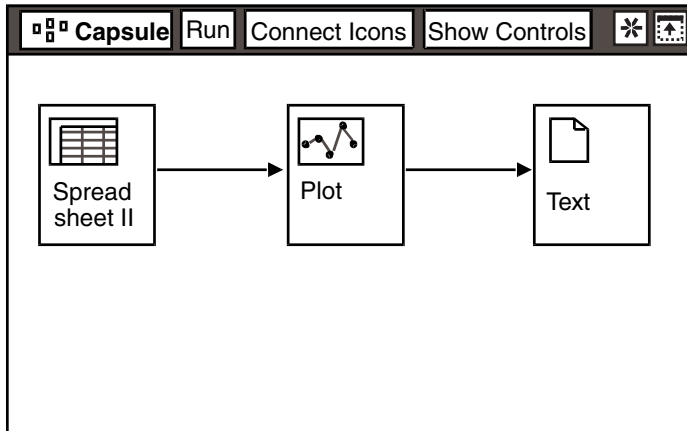 Capsule Run Connect Icons Show Controls
Spread
sheet II
Plot
Text